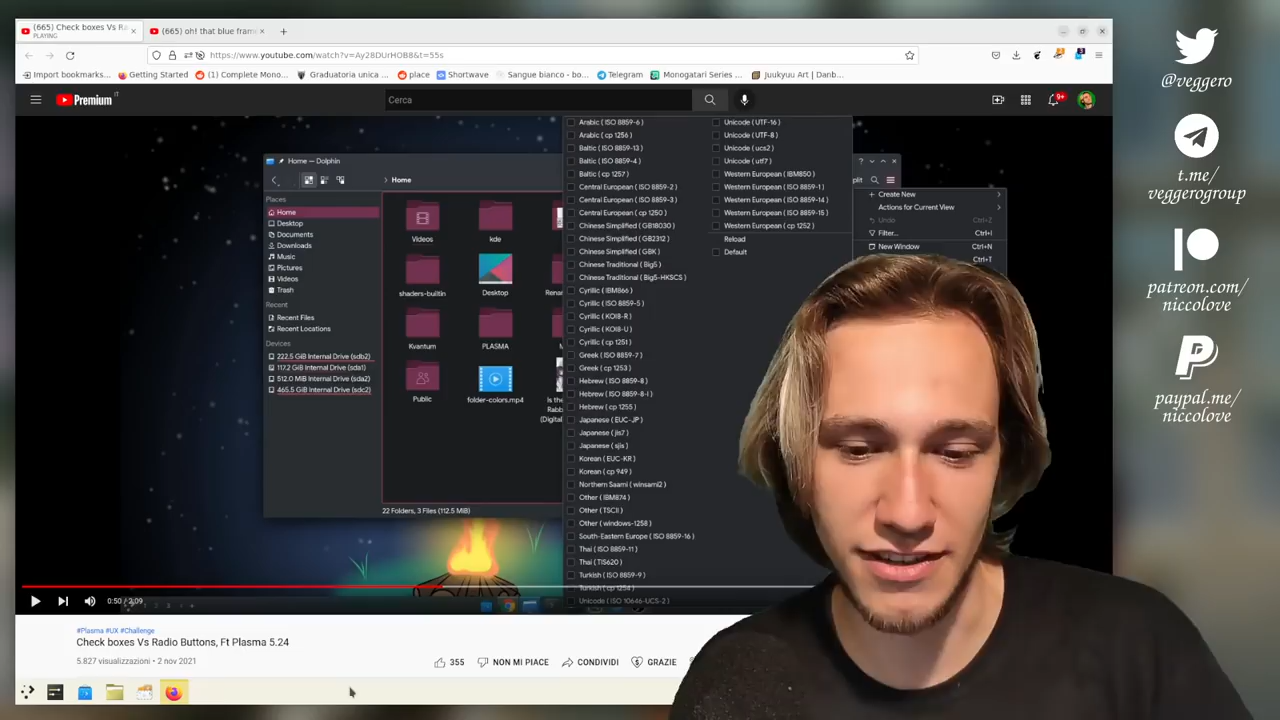 (665) Check boxes Vs Ra
PLAYING
(665) oh! that blue fram
https://www.youtube.com/watch?v=Ay28DUrHOB8&t=55s
Import bookmarks...
Getting Started
(1) Complete Mono...
Graduatoria unica ...
place
Shortwave
Sangue bianco - bo...
Telegram
Monogatari Series ...
Juukyuu Art | Danb...
Premium IT
Cerca
9+
Home — Dolphin
Home
Places
Home
Desktop
Documents
Downloads
Music
Pictures
Videos
Trash
Recent
Recent Files
Recent Locations
Devices
222.5 GiB Internal Drive (sdb2)
117.2 GiB Internal Drive (sda1)
512.0 MiB Internal Drive (sda2)
465.5 GiB Internal Drive (sdc2)
Videos
kde
shaders-builtin
Desktop
Kvantum
PLASMA
Public
folder-colors.mp4
22 Folders, 3 Files (112.5 MiB)
Arabic ( ISO 8859-6 )
Arabic ( cp 1256 )
Baltic ( ISO 8859-13 )
Baltic ( ISO 8859-4 )
Baltic ( cp 1257 )
Central European ( ISO 8859-2 )
Central European ( ISO 8859-3 )
Central European ( cp 1250 )
Chinese Simplified ( GB18030 )
Chinese Simplified ( GB2312 )
Chinese Simplified ( GBK )
Chinese Traditional ( Big5 )
Chinese Traditional ( Big5-HKSCS )
Cyrillic ( IBM866 )
Cyrillic ( ISO 8859-5 )
Cyrillic ( KOI8-R )
Cyrillic ( KOI8-U )
Cyrillic ( cp 1251 )
Greek ( ISO 8859-7 )
Greek ( cp 1253 )
Hebrew ( ISO 8859-8 )
Hebrew ( ISO 8859-8-I )
Hebrew ( cp 1255 )
Japanese ( EUC-JP )
Japanese ( jis7 )
Japanese ( sjis )
Korean ( EUC-KR )
Korean ( cp 949 )
Northern Saami ( winsami2 )
Other ( IBM874 )
Other ( TSCII )
Other ( windows-1258 )
South-Eastern Europe ( ISO 8859-16 )
Thai ( ISO 8859-11 )
Thai ( TIS620 )
Turkish ( ISO 8859-9 )
Turkish ( cp 1254 )
Unicode ( ISO 10646-UCS-2 )
Unicode ( UTF-16 )
Unicode ( UTF-8 )
Unicode ( ucs2 )
Unicode ( utf7 )
Western European ( IBM850 )
Western European ( ISO 8859-1 )
Western European ( ISO 8859-14 )
Western European ( ISO 8859-15 )
Western European ( cp 1252 )
Reload
Default
Create New
Actions for Current View
Undo Ctrl+Z
Filter... Ctrl+I
New Window Ctrl+N
Ctrl+T
0:50 / 2:09
#Plasma #UX #Challenge
Check boxes Vs Radio Buttons, Ft Plasma 5.24
5.827 visualizzazioni • 2 nov 2021
355
NON MI PIACE
CONDIVIDI
GRAZIE
@veggero
t.me/
veggerogroup
patreon.com/
niccolove
paypal.me/
niccolove